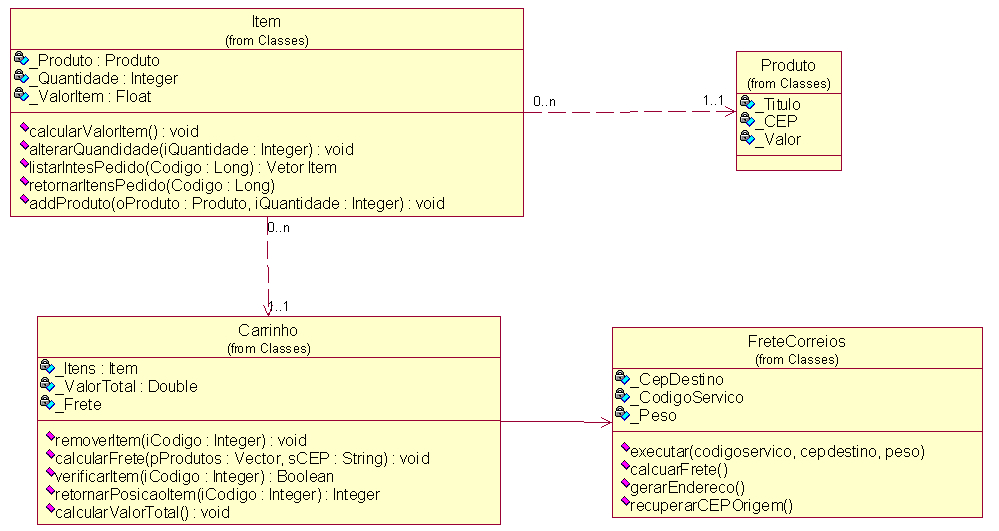 Item
(from Classes)
_Produto : Produto
_Quantidade : Integer
_ValorItem : Float
calcularValorItem() : void
alterarQuandidade(iQuantidade : Integer) : void
listarIntesPedido(Codigo : Long) : Vetor Item
retornarItensPedido(Codigo : Long)
addProduto(oProduto : Produto, iQuantidade : Integer) : void
0..n
1..1
Produto
(from Classes)
_Titulo
_CEP
_Valor
0..n
1..1
Carrinho
(from Classes)
_Itens : Item
_ValorTotal : Double
_Frete
removerItem(iCodigo : Integer) : void
calcularFrete(pProdutos : Vector, sCEP : String) : void
verificarItem(iCodigo : Integer) : Boolean
retornarPosicaoItem(iCodigo : Integer) : Integer
calcularValorTotal() : void
FreteCorreios
(from Classes)
_CepDestino
_CodigoServico
_Peso
executar(codigoservico, cepdestino, peso)
calcuarFrete()
gerarEndereco()
recuperarCEPOrigem()